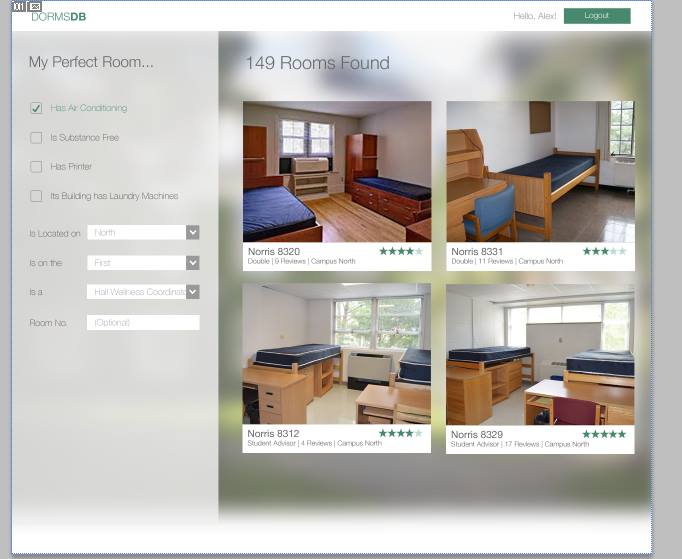 01
DORMSDB
Hello, Alex!
Logout
My Perfect Room...
Has Air Conditioning
Is Substance Free
Has Printer
Its Building has Laundry Machines
Is Located on North
Is on the First
Is a Hall Wellness Coordinato
Room No. (Optional)
149 Rooms Found
Norris 8320
Double | 9 Reviews | Campus North
Norris 8331
Double | 11 Reviews | Campus North
Norris 8312
Student Advisor | 4 Reviews | Campus North
Norris 8329
Student Advisor | 17 Reviews | Campus North